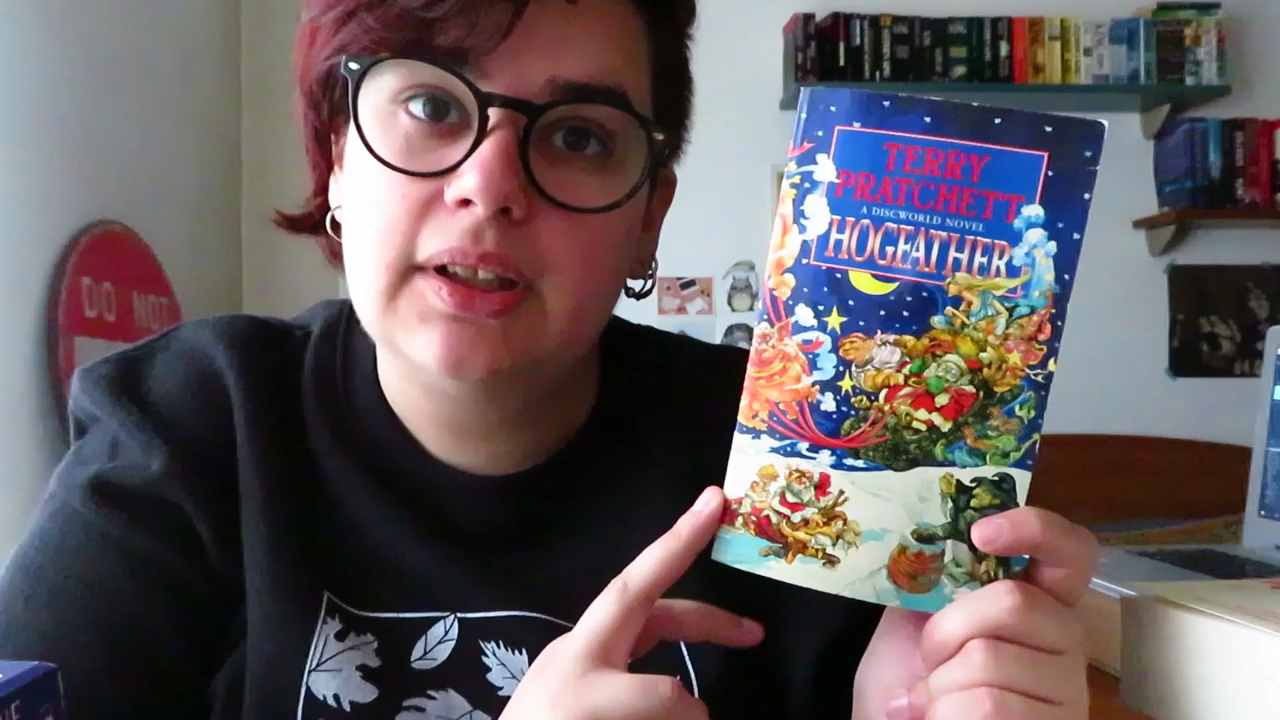 DO NOT
TERRY
PRATCHETT
A DISCWORLD NOVEL
HOGFATHER